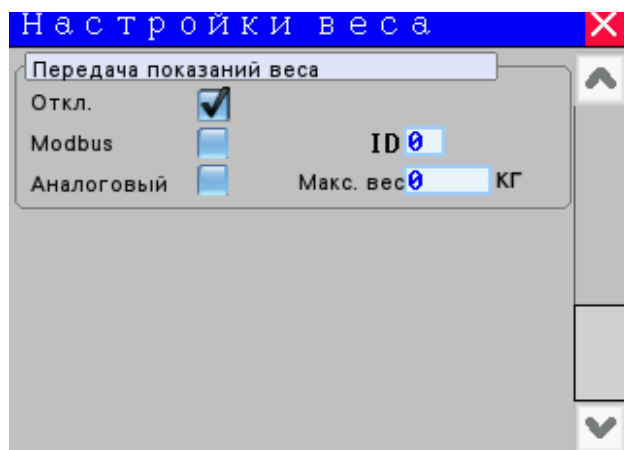 Настройки веса
Передача показаний веса
Откл.
Modbus ID 0
Аналоговый Макс. вес 0 КГ